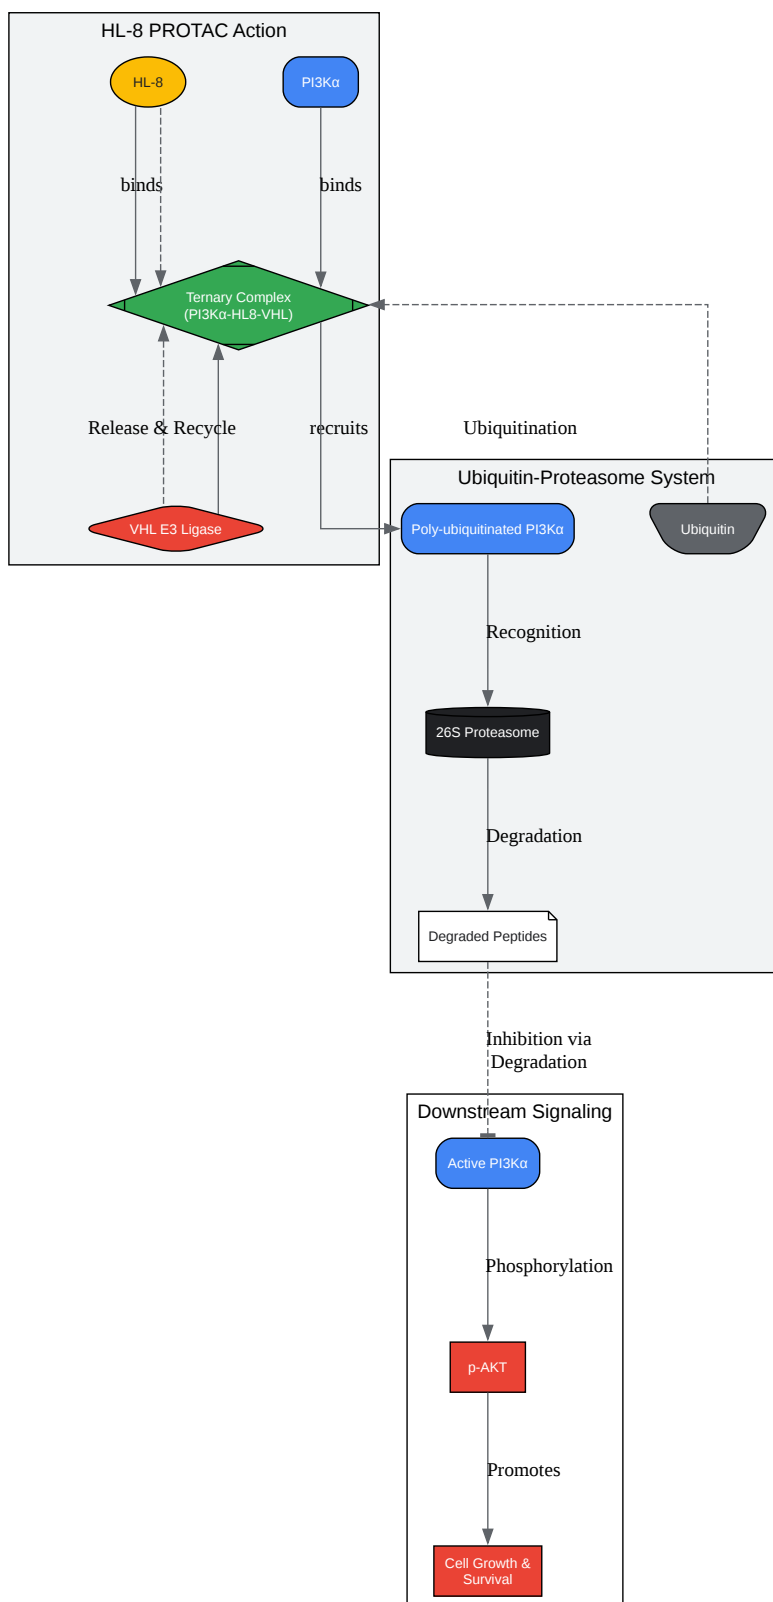 HL-8 PROTAC Action
HL-8
PI3Kα
binds
binds
Ternary Complex
(PI3Kα-HL8-VHL)
Release & Recycle
recruits
Ubiquitination
VHL E3 Ligase
Ubiquitin-Proteasome System
Poly-ubiquitinated PI3Kα
Ubiquitin
Recognition
26S Proteasome
Degradation
Degraded Peptides
Inhibition via
Degradation
Downstream Signaling
Active PI3Kα
Phosphorylation
p-AKT
Promotes
Cell Growth &
Survival